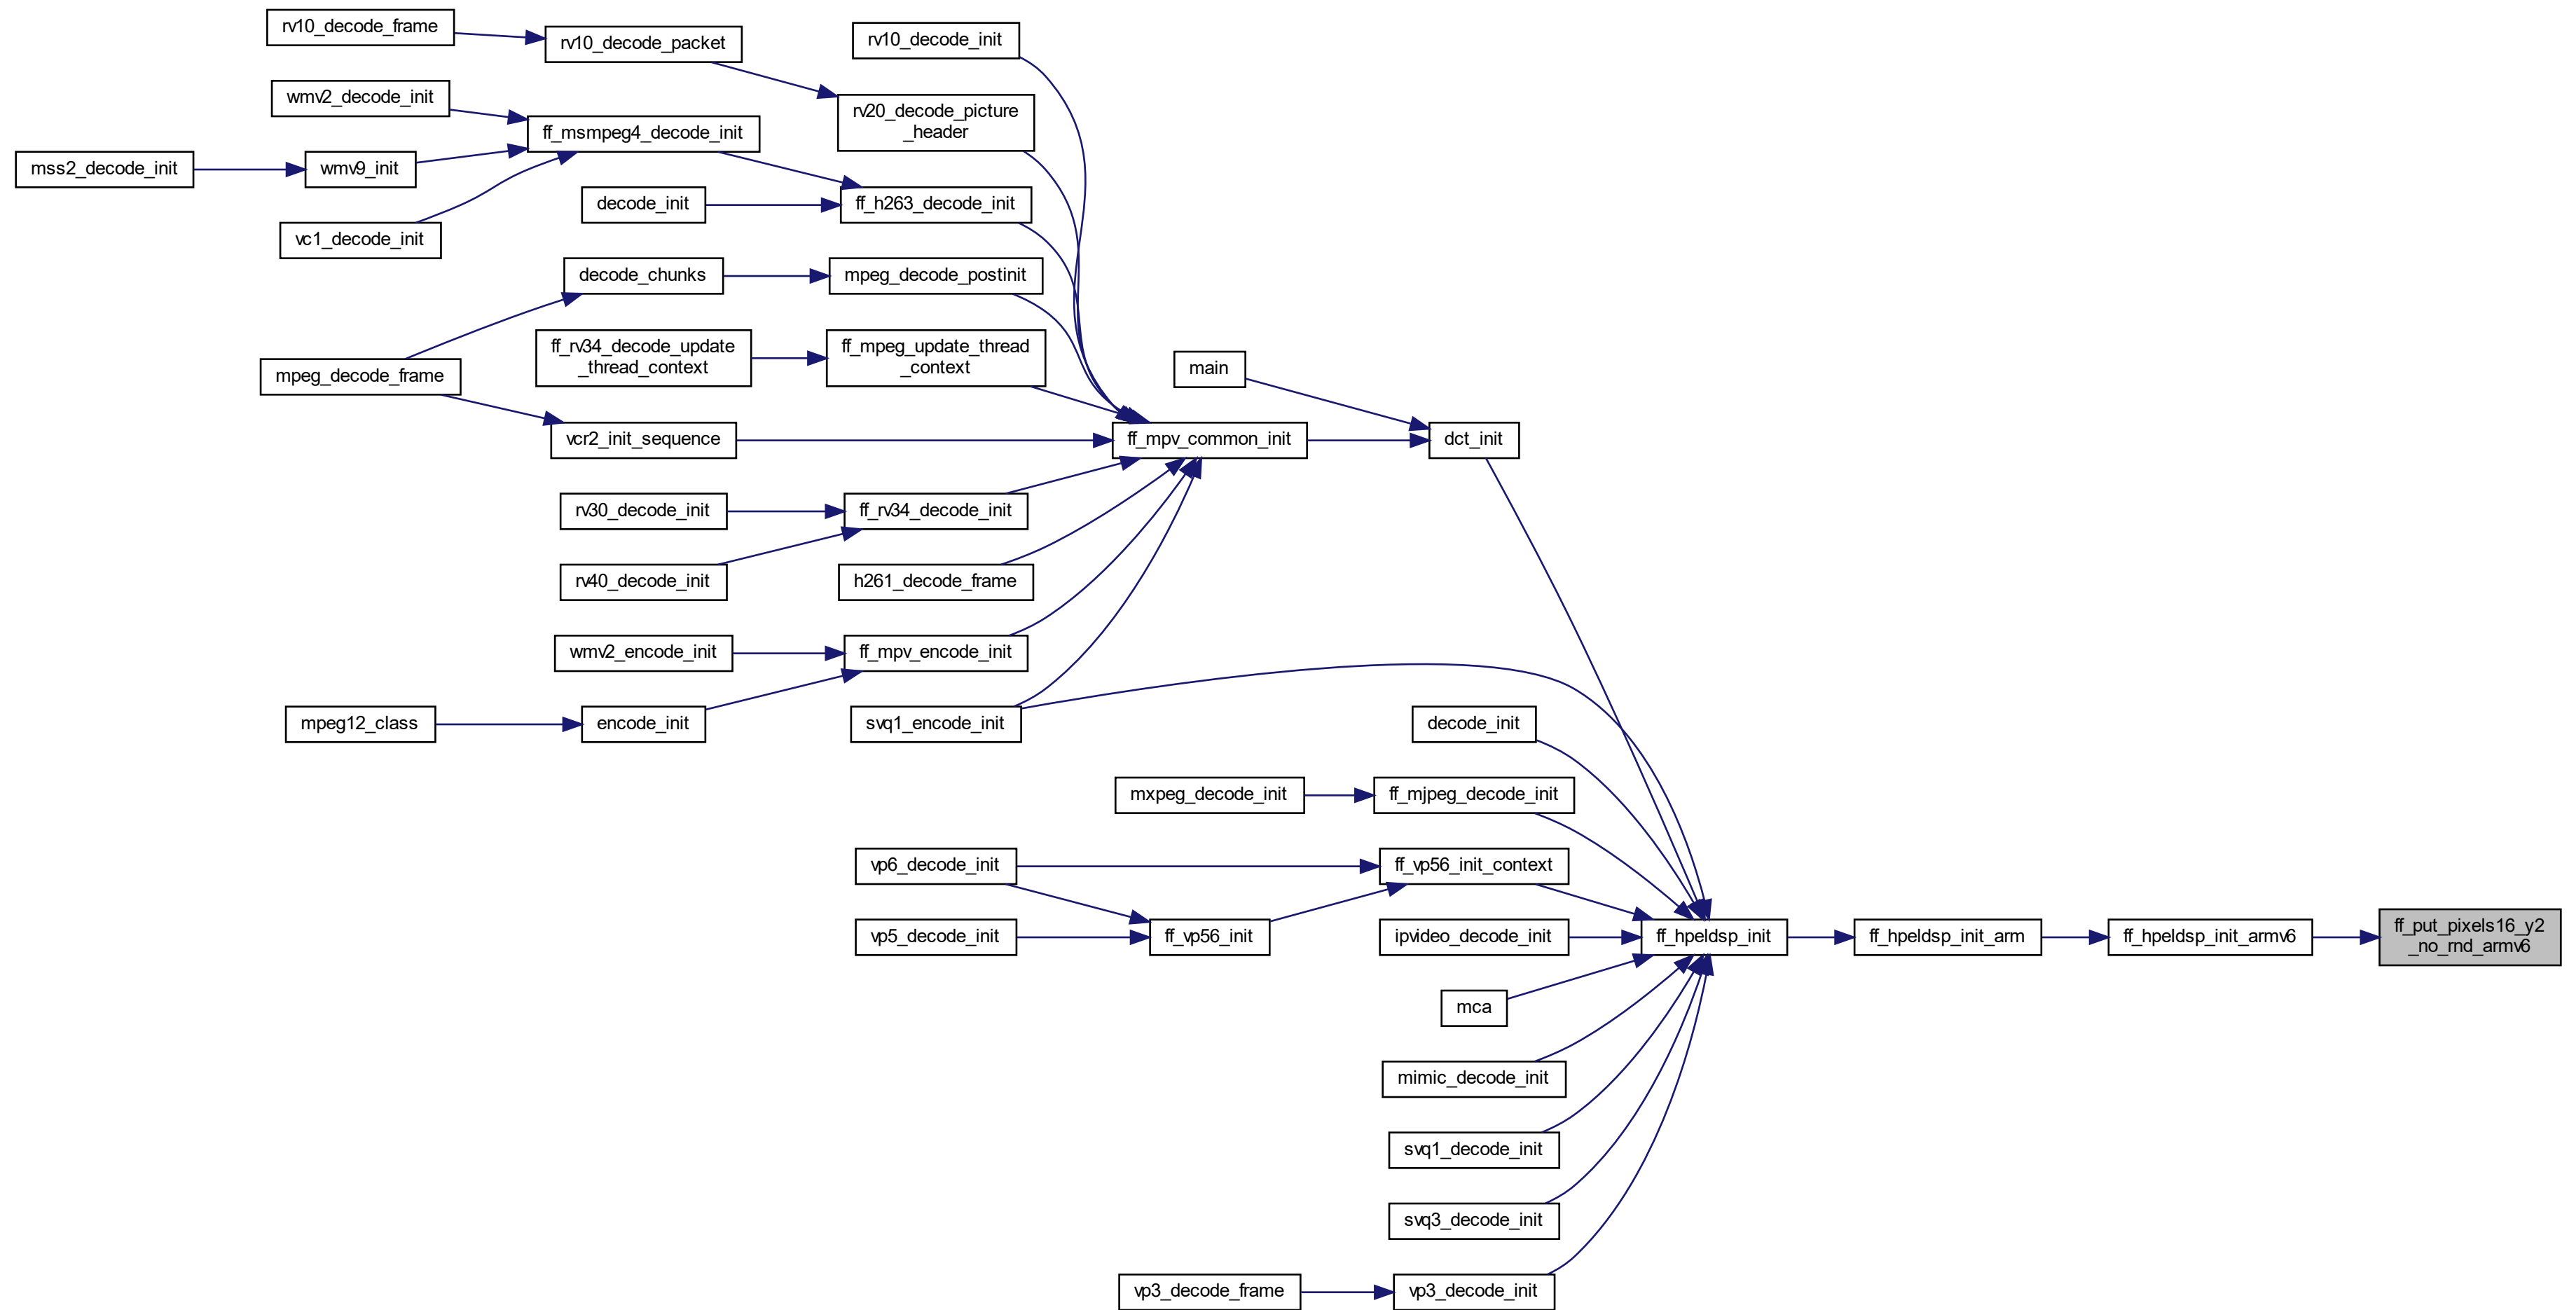 rv10_decode_frame
rv10_decode_packet
rv10_decode_init
wmv2_decode_init
rv20_decode_picture
_header
ff_msmpeg4_decode_init
mss2_decode_init
wmv9_init
decode_init
ff_h263_decode_init
vc1_decode_init
decode_chunks
mpeg_decode_postinit
ff_rv34_decode_update
_thread_context
ff_mpeg_update_thread
_context
main
mpeg_decode_frame
vcr2_init_sequence
ff_mpv_common_init
dct_init
rv30_decode_init
ff_rv34_decode_init
rv40_decode_init
h261_decode_frame
wmv2_encode_init
ff_mpv_encode_init
mpeg12_class
encode_init
svq1_encode_init
decode_init
mxpeg_decode_init
ff_mjpeg_decode_init
vp6_decode_init
ff_vp56_init_context
vp5_decode_init
ff_vp56_init
ipvideo_decode_init
ff_hpeldsp_init
ff_hpeldsp_init_arm
ff_hpeldsp_init_armv6
ff_put_pixels16_y2
_no_rnd_armv6
mca
mimic_decode_init
svq1_decode_init
svq3_decode_init
vp3_decode_frame
vp3_decode_init